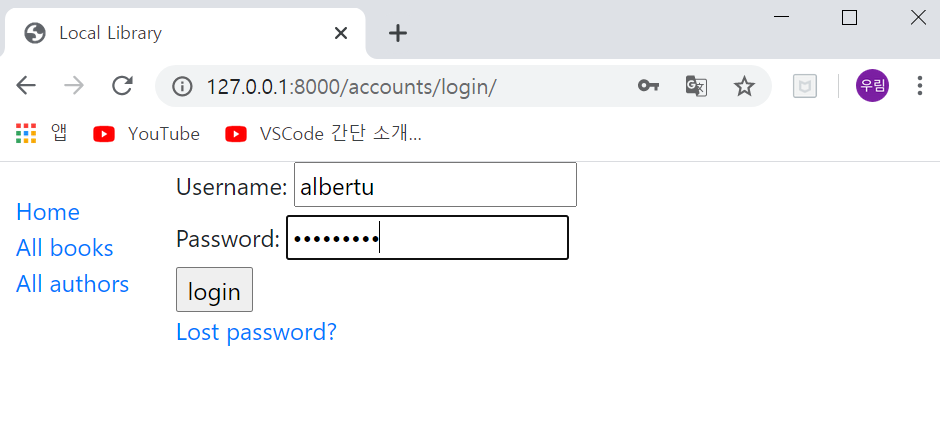 Local Library
127.0.0.1:8000/accounts/login/
우림
앱 YouTube VSCode 간단 소개...
Username: albertu
Home
Password: •••••••••
All books
All authors
login
Lost password?